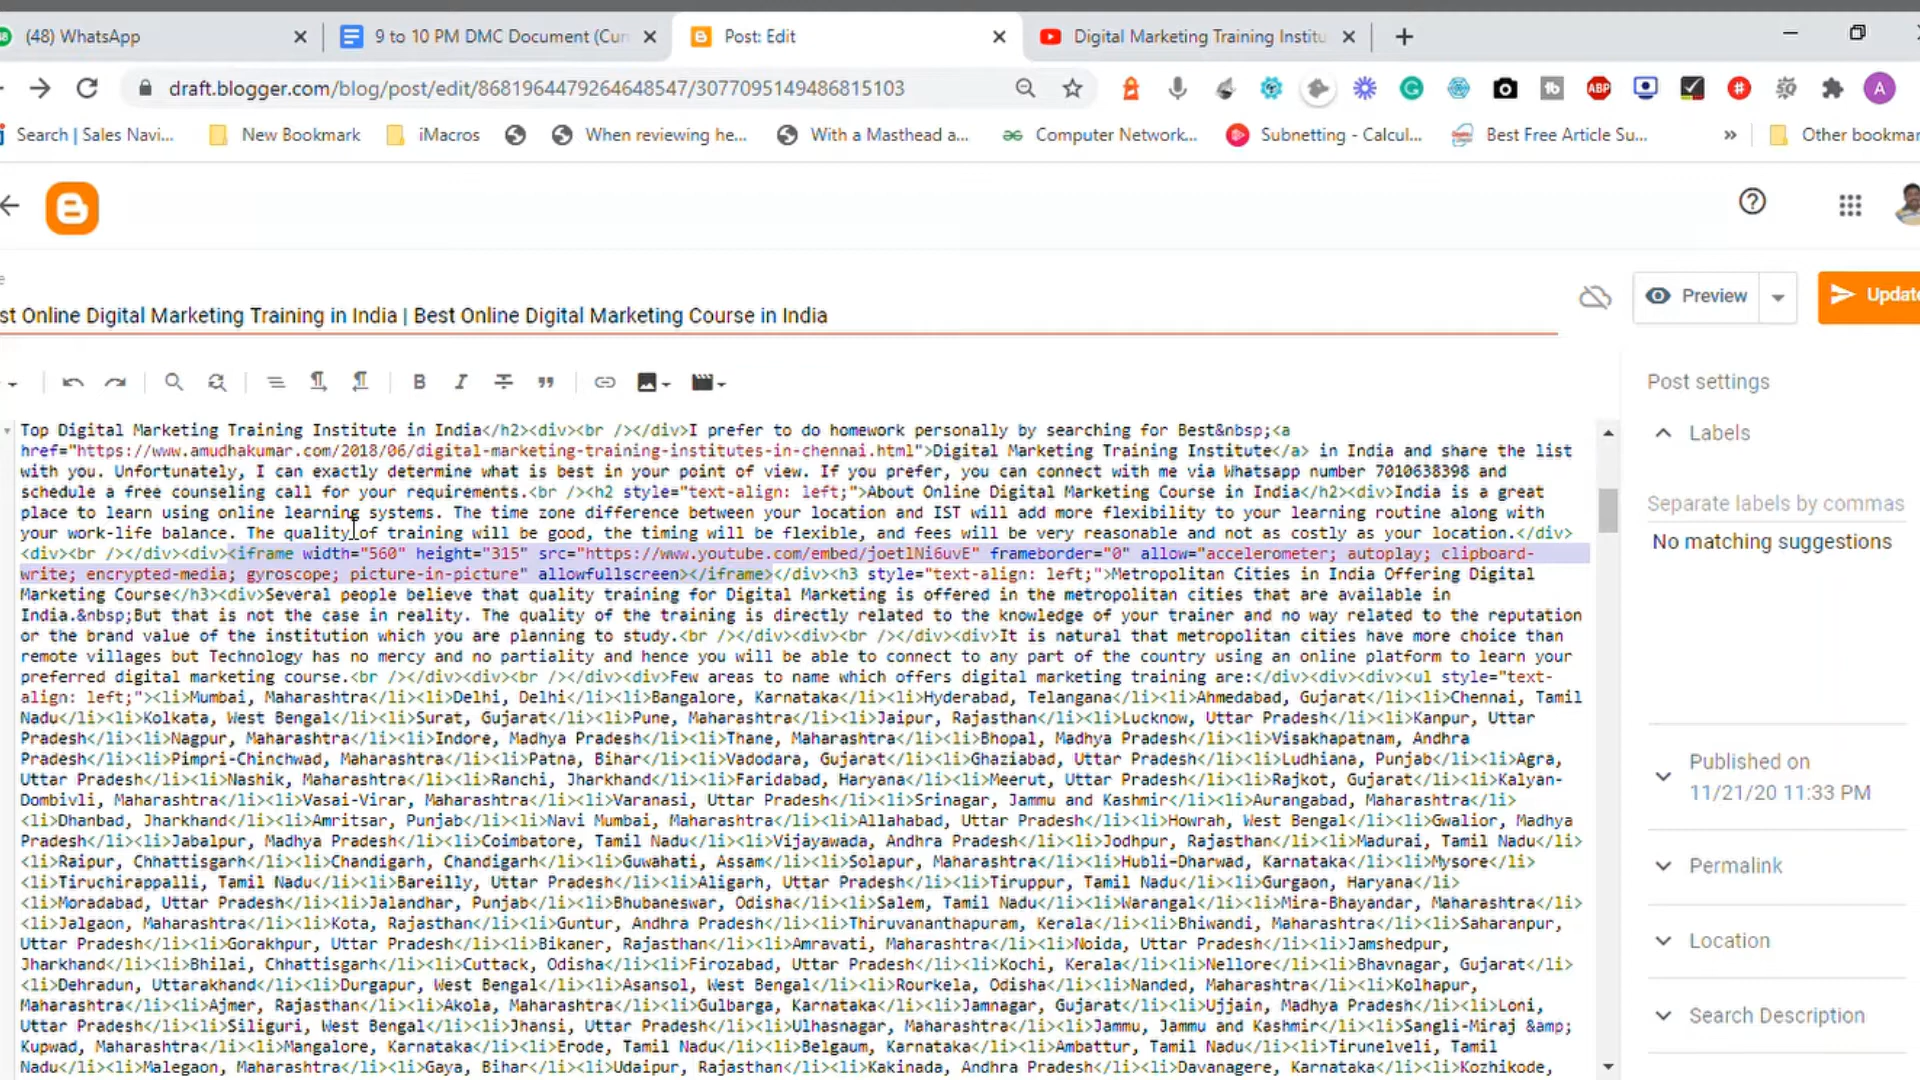 (48) WhatsApp
9 to 10 PM DMC Document (Cur
Post: Edit
Digital Marketing Training Institu
draft.blogger.com/blog/post/edit/8681964479264648547/3077095149486815103
ABP
A
Search | Sales Navi...
New Bookmark
iMacros
When reviewing he...
With a Masthead a...
Computer Network...
Subnetting - Calcul...
Best Free Article Su...
»
Other bookmar
st Online Digital Marketing Training in India | Best Online Digital Marketing Course in India
Preview
Update
Post settings
Labels
Separate labels by commas
No matching suggestions
Published on
11/21/20 11:33 PM
Permalink
Location
Search Description
Top Digital Marketing Training Institute in India</h2><div><br /></div>I prefer to do homework personally by searching for Best&nbsp;<a
href="https://www.amudhakumar.com/2018/06/digital-marketing-training-institutes-in-chennai.html">Digital Marketing Training Institute</a> in India and share the list
with you. Unfortunately, I can exactly determine what is best in your point of view. If you prefer, you can connect with me via Whatsapp number 7010638398 and
schedule a free counseling call for your requirements.<br /><h2 style="text-align: left;">About Online Digital Marketing Course in India</h2><div>India is a great
place to learn using online learning systems. The time zone difference between your location and IST will add more flexibility to your learning routine along with
your work-life balance. The quality of training will be good, the timing will be flexible, and fees will be very reasonable and not as costly as your location.</div>
<div><br /></div><div><iframe width="560" height="315" src="https://www.youtube.com/embed/joetlNi6uvE" frameborder="0" allow="accelerometer; autoplay; clipboard-
write; encrypted-media; gyroscope; picture-in-picture" allowfullscreen></iframe></div><h3 style="text-align: left;">Metropolitan Cities in India Offering Digital
Marketing Course</h3><div>Several people believe that quality training for Digital Marketing is offered in the metropolitan cities that are available in
India.&nbsp;But that is not the case in reality. The quality of the training is directly related to the knowledge of your trainer and no way related to the reputation
or the brand value of the institution which you are planning to study.<br /></div><div><br /></div><div>It is natural that metropolitan cities have more choice than
remote villages but Technology has no mercy and no partiality and hence you will be able to connect to any part of the country using an online platform to learn your
preferred digital marketing course.<br /></div><div><br /></div><div>Few areas to name which offers digital marketing training are:</div><div><div><ul style="text-
align: left;"><li>Mumbai, Maharashtra</li><li>Delhi, Delhi</li><li>Bangalore, Karnataka</li><li>Hyderabad, Telangana</li><li>Ahmedabad, Gujarat</li><li>Chennai, Tamil
Nadu</li><li>Kolkata, West Bengal</li><li>Surat, Gujarat</li><li>Pune, Maharashtra</li><li>Jaipur, Rajasthan</li><li>Lucknow, Uttar Pradesh</li><li>Kanpur, Uttar
Pradesh</li><li>Nagpur, Maharashtra</li><li>Indore, Madhya Pradesh</li><li>Thane, Maharashtra</li><li>Bhopal, Madhya Pradesh</li><li>Visakhapatnam, Andhra
Pradesh</li><li>Pimpri-Chinchwad, Maharashtra</li><li>Patna, Bihar</li><li>Vadodara, Gujarat</li><li>Ghaziabad, Uttar Pradesh</li><li>Ludhiana, Punjab</li><li>Agra,
Uttar Pradesh</li><li>Nashik, Maharashtra</li><li>Ranchi, Jharkhand</li><li>Faridabad, Haryana</li><li>Meerut, Uttar Pradesh</li><li>Rajkot, Gujarat</li><li>Kalyan-
Dombivli, Maharashtra</li><li>Vasai-Virar, Maharashtra</li><li>Varanasi, Uttar Pradesh</li><li>Srinagar, Jammu and Kashmir</li><li>Aurangabad, Maharashtra</li>
<li>Dhanbad, Jharkhand</li><li>Amritsar, Punjab</li><li>Navi Mumbai, Maharashtra</li><li>Allahabad, Uttar Pradesh</li><li>Howrah, West Bengal</li><li>Gwalior, Madhya
Pradesh</li><li>Jabalpur, Madhya Pradesh</li><li>Coimbatore, Tamil Nadu</li><li>Vijayawada, Andhra Pradesh</li><li>Jodhpur, Rajasthan</li><li>Madurai, Tamil Nadu</li>
<li>Raipur, Chhattisgarh</li><li>Chandigarh, Chandigarh</li><li>Guwahati, Assam</li><li>Solapur, Maharashtra</li><li>Hubli-Dharwad, Karnataka</li><li>Mysore</li>
<li>Tiruchirappalli, Tamil Nadu</li><li>Bareilly, Uttar Pradesh</li><li>Aligarh, Uttar Pradesh</li><li>Tiruppur, Tamil Nadu</li><li>Gurgaon, Haryana</li>
<li>Moradabad, Uttar Pradesh</li><li>Jalandhar, Punjab</li><li>Bhubaneswar, Odisha</li><li>Salem, Tamil Nadu</li><li>Warangal</li><li>Mira-Bhayandar, Maharashtra</li>
<li>Jalgaon, Maharashtra</li><li>Kota, Rajasthan</li><li>Guntur, Andhra Pradesh</li><li>Thiruvananthapuram, Kerala</li><li>Bhiwandi, Maharashtra</li><li>Saharanpur,
Uttar Pradesh</li><li>Gorakhpur, Uttar Pradesh</li><li>Bikaner, Rajasthan</li><li>Amravati, Maharashtra</li><li>Noida, Uttar Pradesh</li><li>Jamshedpur,
Jharkhand</li><li>Bhilai, Chhattisgarh</li><li>Cuttack, Odisha</li><li>Firozabad, Uttar Pradesh</li><li>Kochi, Kerala</li><li>Nellore</li><li>Bhavnagar, Gujarat</li>
<li>Dehradun, Uttarakhand</li><li>Durgapur, West Bengal</li><li>Asansol, West Bengal</li><li>Rourkela, Odisha</li><li>Nanded, Maharashtra</li><li>Kolhapur,
Maharashtra</li><li>Ajmer, Rajasthan</li><li>Akola, Maharashtra</li><li>Gulbarga, Karnataka</li><li>Jamnagar, Gujarat</li><li>Ujjain, Madhya Pradesh</li><li>Loni,
Uttar Pradesh</li><li>Siliguri, West Bengal</li><li>Jhansi, Uttar Pradesh</li><li>Ulhasnagar, Maharashtra</li><li>Jammu, Jammu and Kashmir</li><li>Sangli-Miraj &amp;
Kupwad, Maharashtra</li><li>Mangalore, Karnataka</li><li>Erode, Tamil Nadu</li><li>Belgaum, Karnataka</li><li>Ambattur, Tamil Nadu</li><li>Tirunelveli, Tamil
Nadu</li><li>Malegaon, Maharashtra</li><li>Gaya, Bihar</li><li>Udaipur, Rajasthan</li><li>Kakinada, Andhra Pradesh</li><li>Davanagere, Karnataka</li><li>Kozhikode,